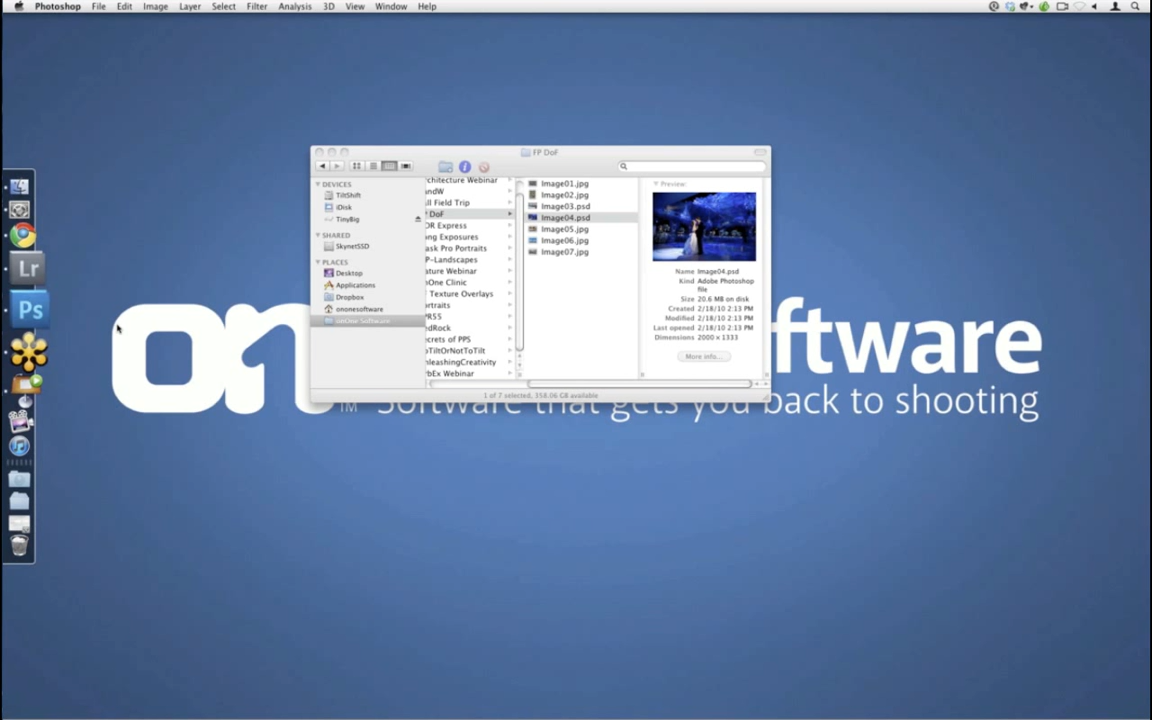 Photoshop File Edit Image Layer Select Filter Analysis 3D View Window Help
FP DoF
DEVICES
TiltShift
iDisk
TinyBig
SHARED
SkynetSSD
PLACES
Desktop
Applications
Dropbox
ononesoftware
onOne Software
rchitecture Webinar
andW
ll Field Trip
P DoF
DR Express
ong Exposures
ask Pro Portraits
P-Landscapes
ature Webinar
nOne Clinic
Texture Overlays
ortraits
PR55
edRock
ecrets of PPS
oTiltOrNotToTilt
nleashingCreativity
rbEx Webinar
Image01.jpg
Image02.jpg
Image03.psd
Image04.psd
Image05.jpg
Image06.jpg
Image07.jpg
Preview:
Name Image04.psd
Kind Adobe Photoshop
file
Size 20.6 MB on disk
Created 2/18/10 2:13 PM
Modified 2/18/10 2:13 PM
Last opened 2/18/10 2:13 PM
Dimensions 2000 x 1333
More info...
1 of 7 selected, 358.06 GB available
Lr
Ps
on ftware
TM Software that gets you back to shooting